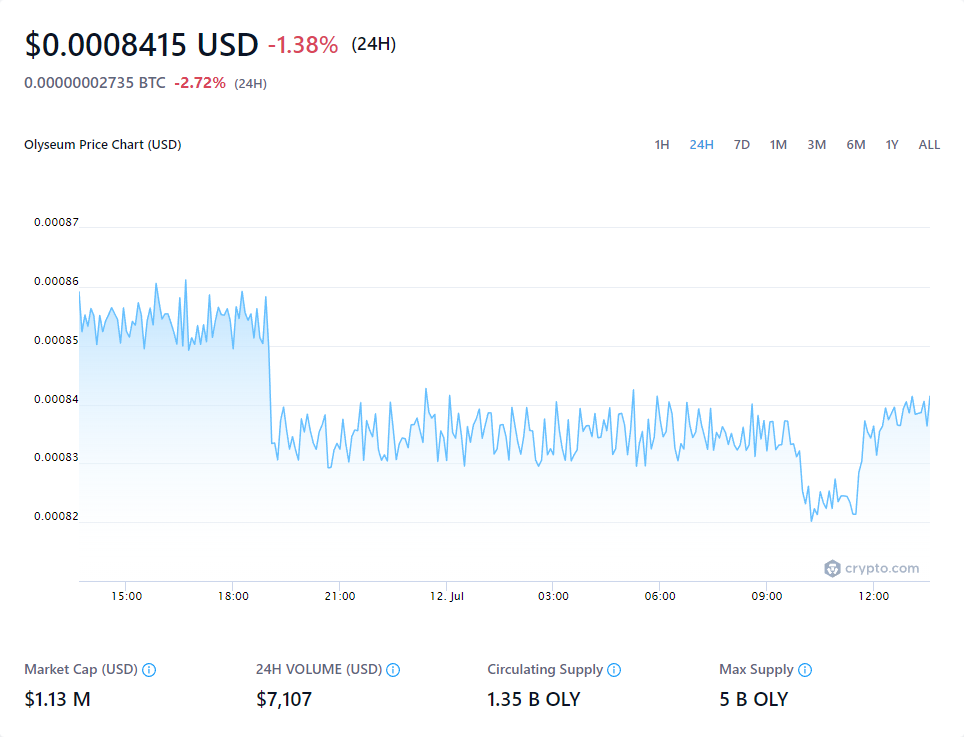 $0.0008415 USD -1.38% (24H)
0.00000002735 BTC -2.72% (24H)
Olyseum Price Chart (USD) 1H 24H 7D 1M 3M 6M 1Y ALL
0.00087
0.00086
0.00085
0.00084
0.00083
0.00082
crypto.com
15:00 18:00 21:00 12. Jul 03:00 06:00 09:00 12:00
Market Cap (USD) 24H VOLUME (USD) Circulating Supply Max Supply
$1.13 M $7,107 1.35 B OLY 5 B OLY